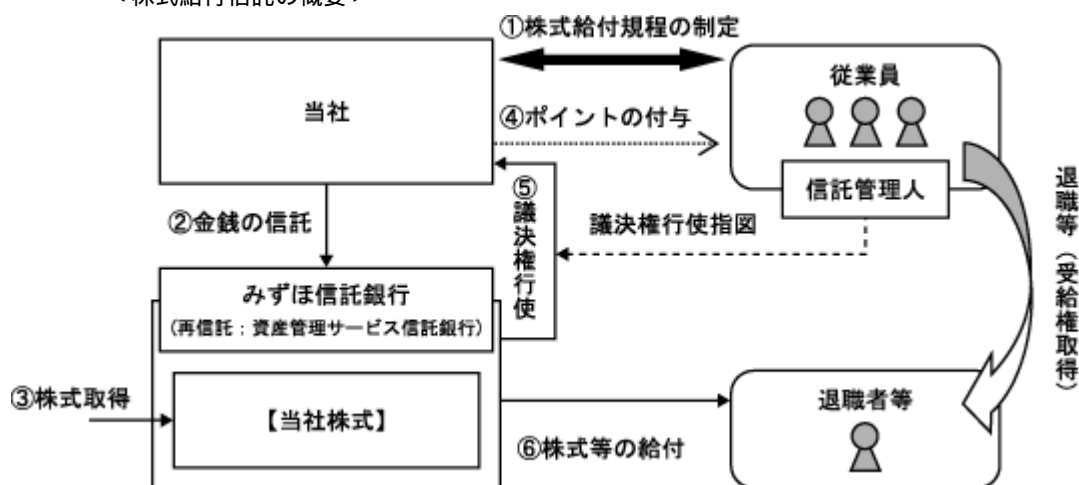 ＜株式給付信託の概要＞
①株式給付規程の制定
当社
従業員
④ポイントの付与
信託管理人
②金銭の信託
⑤議決権行使
議決権行使指図
退職等（受給権取得）
みずほ信託銀行
(再信託：資産管理サービス信託銀行)
③株式取得
【当社株式】
退職者等
⑥株式等の給付